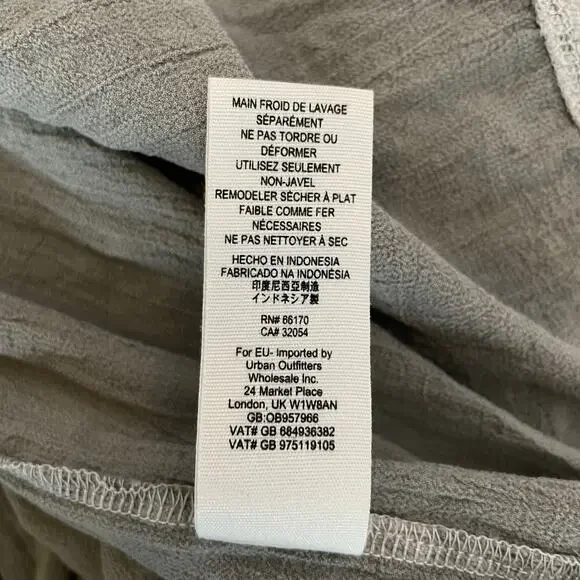 MAIN FROID DE LAVAGE
SÉPARÉMENT
NE PAS TORDRE OU
DÉFORMER
UTILISEZ SEULEMENT
NON-JAVEL
REMODELER SÈCHER À PLAT
FAIBLE COMME FER
NÉCESSAIRES
NE PAS NETTOYER À SEC
HECHO EN INDONESIA
FABRICADO NA INDONÉSIA
印度尼西亞制造
インドネシア製
RN# 66170
CA# 32054
For EU- Imported by
Urban Outfitters
Wholesale Inc.
24 Market Place
London, UK W1W8AN
GB:OB957966
VAT# GB 684936382
VAT# GB 975119105